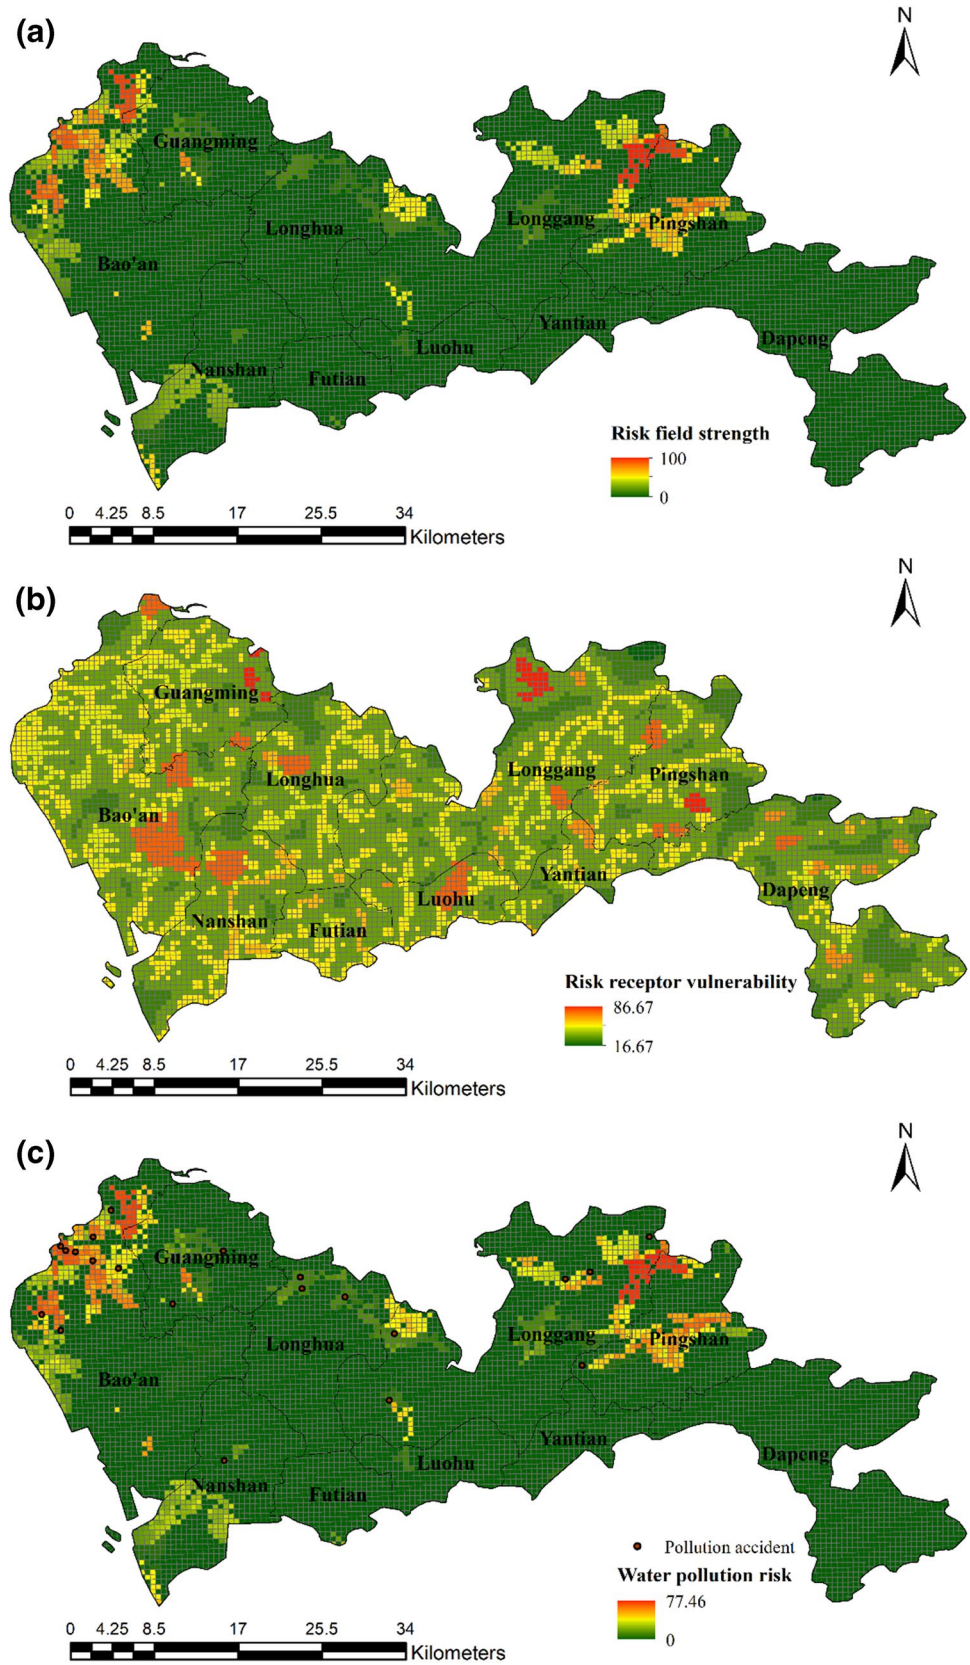 (a)
N
Guangming
Longhua
Longgang
Pingshan
Bao'an
Yantian
Luohu
Dapeng
Nanshan
Futian
Risk field strength
100
0
0 4.25 8.5 17 25.5 34
Kilometers
(b)
N
Guangming
Longhua
Longgang
Pingshan
Bao'an
Yantian
Luohu
Dapeng
Nanshan
Futian
Risk receptor vulnerability
86.67
16.67
0 4.25 8.5 17 25.5 34
Kilometers
(c)
N
Guangming
Longhua
Longgang
Pingshan
Bao'an
Yantian
Luohu
Dapeng
Nanshan
Futian
Pollution accident
Water pollution risk
77.46
0
0 4.25 8.5 17 25.5 34
Kilometers